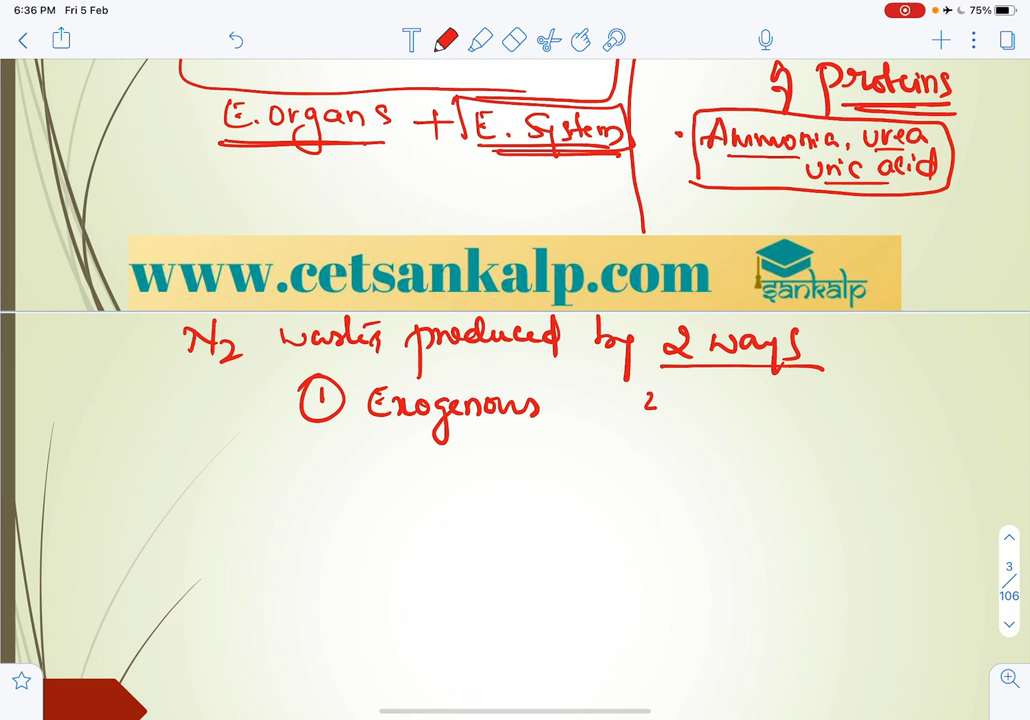 6:36 PM Fri 5 Feb
75%
E. organs + E. System
Proteins
Ammonia, urea
uric acid
www.cetsankalp.com
Sankalp
N2 wastes produced by 2 ways
1 Exogenous 2
3
106